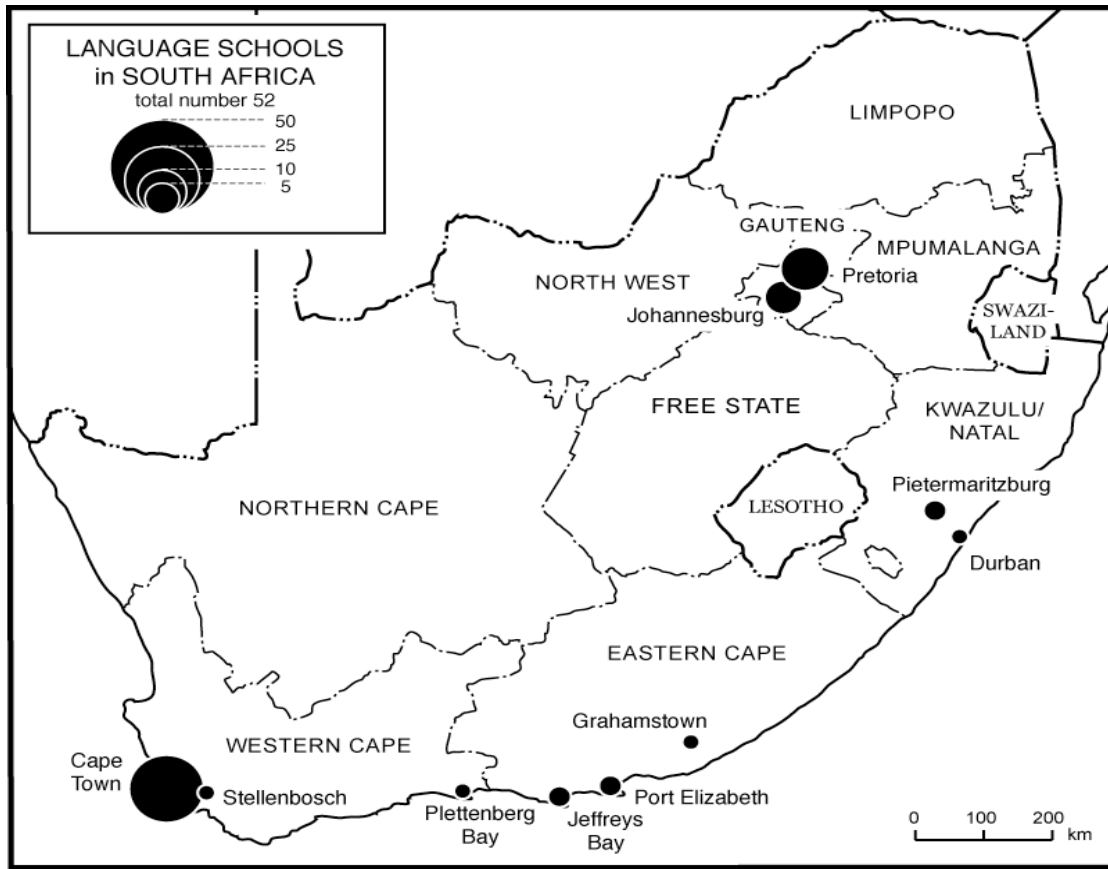 LANGUAGE SCHOOLS
in SOUTH AFRICA
total number 52
50
25
10
5
LIMPOPO
GAUTENG
MPUMALANGA
NORTH WEST
Pretoria
Johannesburg
SWAZI-
LAND
FREE STATE
KWAZULU/
NATAL
Pietermaritzburg
NORTHERN CAPE
LESOTHO
Durban
EASTERN CAPE
Grahamstown
WESTERN CAPE
Cape
Town
Stellenbosch
Plettenberg
Bay
Jeffreys
Bay
Port Elizabeth
0 100 200
km